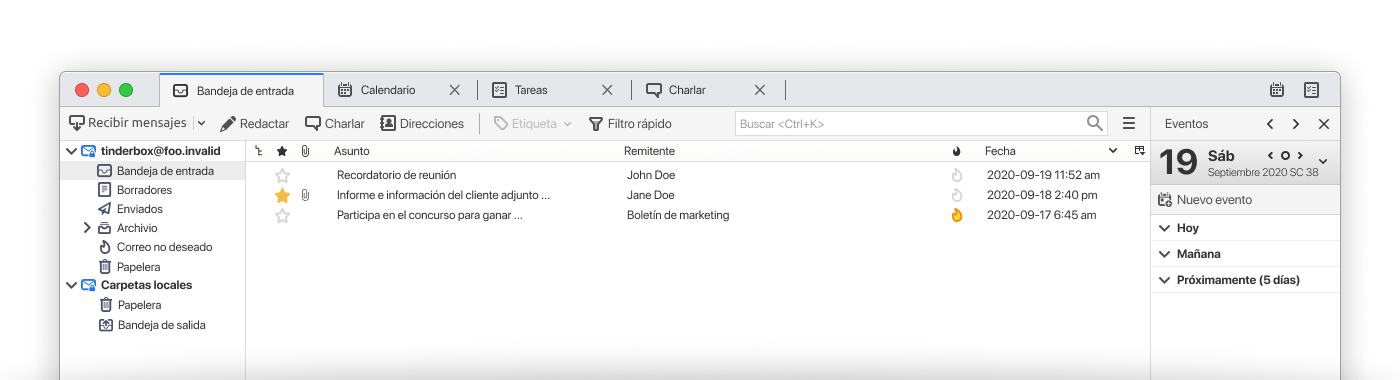 Bandeja de entrada Calendario Tareas Charlar
Recibir mensajes Redactar Charlar Direcciones Etiqueta Filtro rápido Buscar <Ctrl+K>
tinderbox@foo.invalid
Bandeja de entrada
Borradores
Enviados
Archivio
Correo no deseado
Papelera
Carpetas locales
Papelera
Bandeja de salida
Asunto Remitente Fecha
Recordatorio de reunión John Doe 2020-09-19 11:52 am
Informe e información del cliente adjunto ... Jane Doe 2020-09-18 2:40 pm
Participa en el concurso para ganar ... Boletín de marketing 2020-09-17 6:45 am
Eventos
19 Sáb
Septiembre 2020 SC 38
Nuevo evento
Hoy
Mañana
Próximamente (5 días)